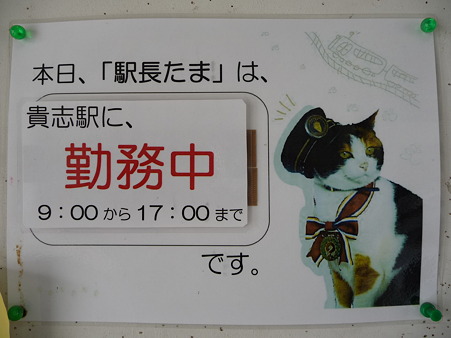 本日、「駅長たま」は、
貴志駅に、
勤務中
9：00 から 17：00 まで
です。